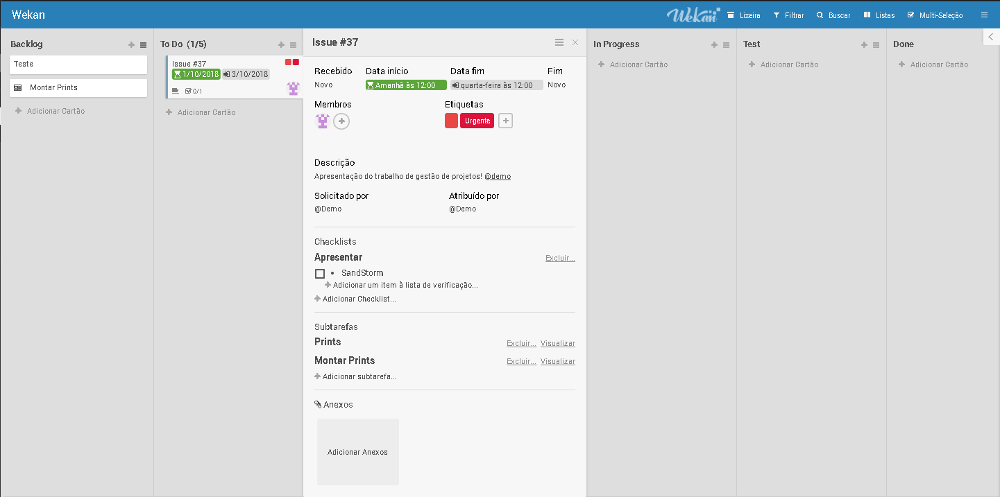 Wekan
Wekan
Lixeira
Filtrar
Buscar
Listas
Multi-Seleção
Backlog
Teste
Montar Prints
Adicionar Cartão
To Do (1/5)
Issue #37
1/10/2018
3/10/2018
0/1
Adicionar Cartão
Issue #37
Recebido
Data início
Data fim
Fim
Novo
Amanhã às 12:00
quarta-feira às 12:00
Novo
Membros
Etiquetas
Urgente
Descrição
Apresentação do trabalho de gestão de projetos! @demo
Solicitado por
Atribuído por
@Demo
@Demo
Checklists
Apresentar
Excluir...
• SandStorm
Adicionar um item à lista de verificação...
Adicionar Checklist...
Subtarefas
Prints
Excluir... Visualizar
Montar Prints
Excluir... Visualizar
Adicionar subtarefa...
Anexos
Adicionar Anexos
In Progress
Adicionar Cartão
Test
Adicionar Cartão
Done
Adicionar Cartão